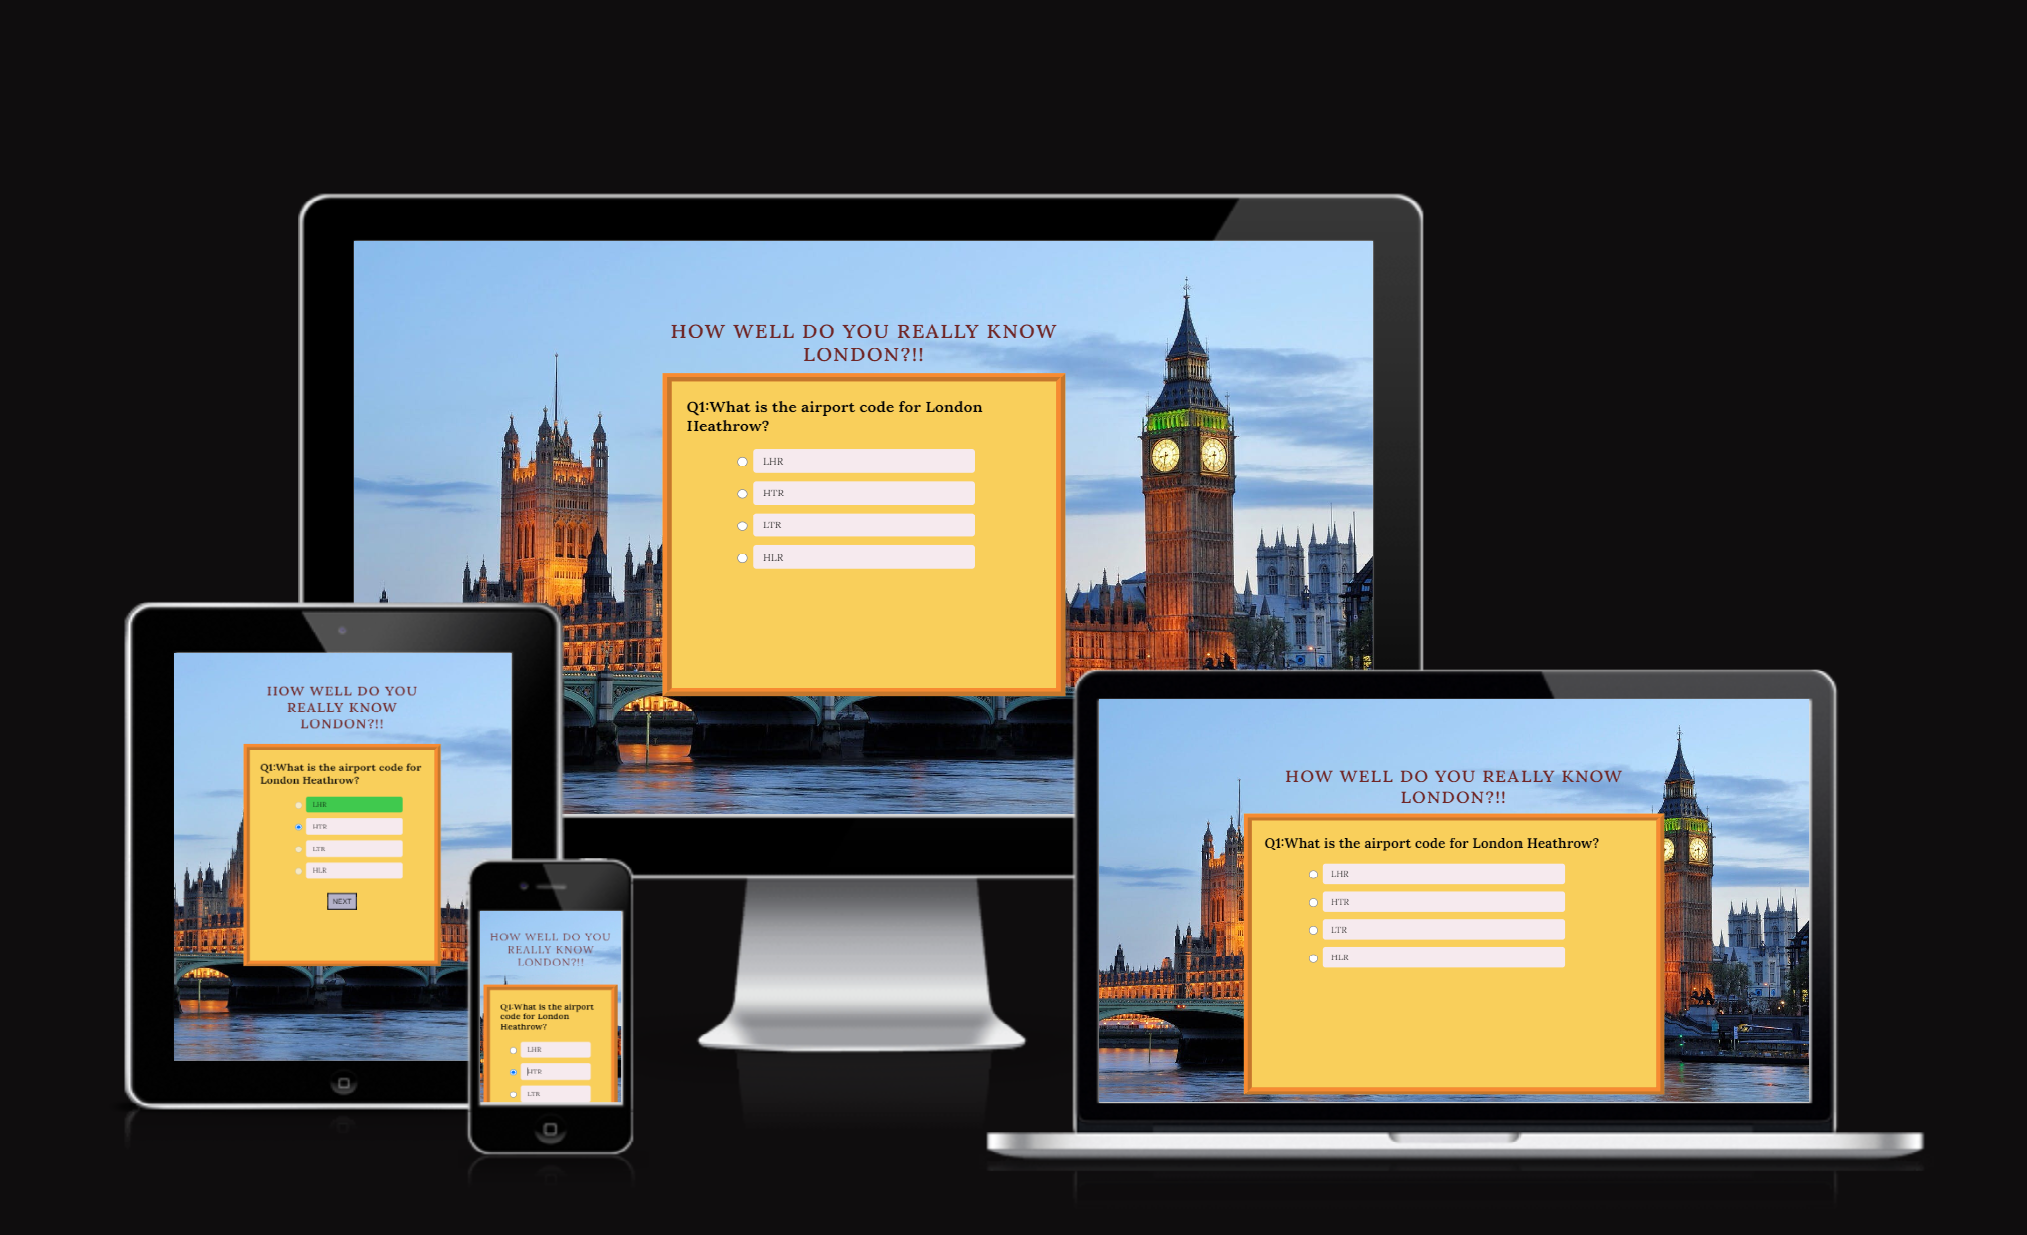 HOW WELL DO YOU REALLY KNOW
LONDON?!!
Q1:What is the airport code for London
Heathrow?
LHR
HTR
LTR
HLR
HOW WELL DO YOU
REALLY KNOW
LONDON?!!
Q1:What is the airport code for
London Heathrow?
LHR
HTR
LTR
HLR
NEXT
HOW WELL DO YOU
REALLY KNOW
LONDON?!!
Q1:What is the airport
code for London
Heathrow?
LHR
HTR
LTR
HOW WELL DO YOU REALLY KNOW
LONDON?!!
Q1:What is the airport code for London Heathrow?
LHR
HTR
LTR
HLR